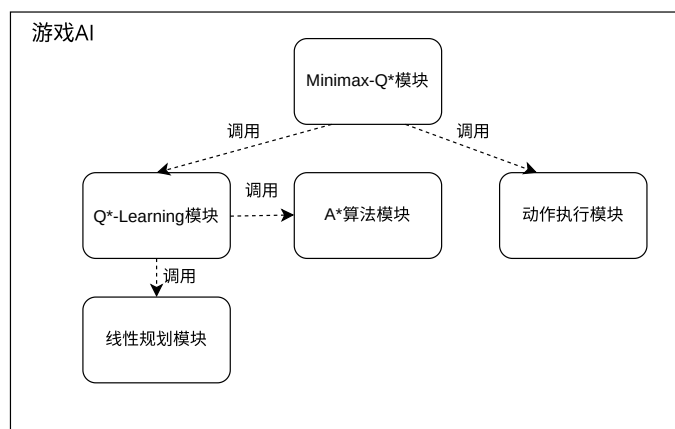 游戏AI
Minimax-Q*模块
调用
调用
Q*-Learning模块
调用
A*算法模块
动作执行模块
调用
线性规划模块